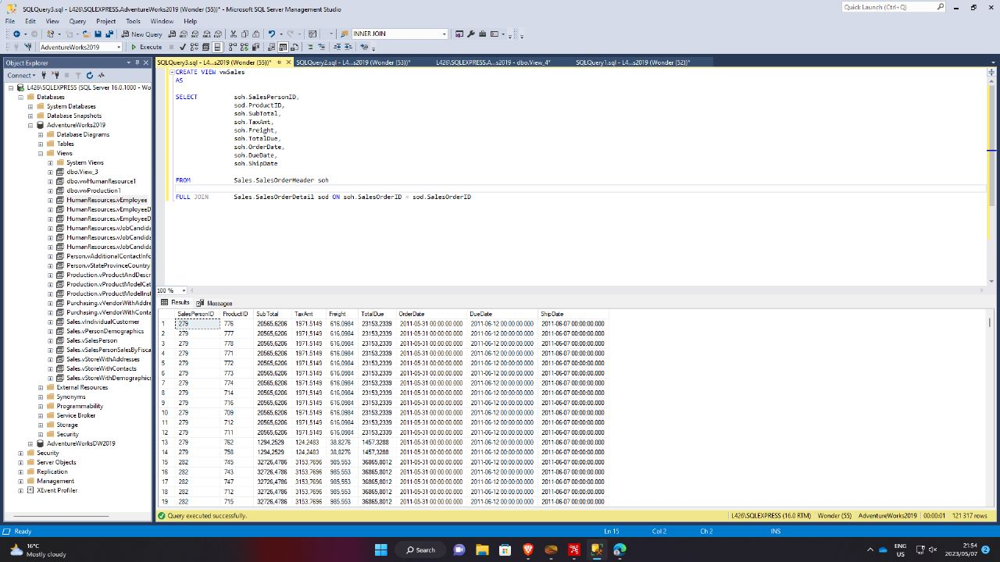 SQLQuery3.sql - L426\SQLEXPRESS.AdventureWorks2019 (Wonder (55))* - Microsoft SQL Server Management Studio
Quick Launch (Ctrl+Q)
File Edit View Query Project Tools Window Help
New Query
INNER JOIN
AdventureWorks2019
Execute
Object Explorer
Connect
L426\SQLEXPRESS (SQL Server 16.0.1000 - Wo
Databases
System Databases
Database Snapshots
AdventureWorks2019
Database Diagrams
Tables
Views
System Views
dbo.View_3
dbo.vwHumanResource1
dbo.vwProduction1
HumanResources.vEmployee
HumanResources.vEmployeeD
HumanResources.vEmployeeD
HumanResources.vJobCandida
HumanResources.vJobCandida
HumanResources.vJobCandida
Person.vAdditionalContactInfo
Person.vStateProvinceCountry
Production.vProductAndDescr
Production.vProductModelCat
Production.vProductModelInst
Purchasing.vVendorWithAddre
Purchasing.vVendorWithConta
Sales.vIndividualCustomer
Sales.vPersonDemographics
Sales.vSalesPerson
Sales.vSalesPersonSalesByFisca
Sales.vStoreWithAddresses
Sales.vStoreWithContacts
Sales.vStoreWithDemographics
External Resources
Synonyms
Programmability
Service Broker
Storage
Security
AdventureWorksDW2019
Security
Server Objects
Replication
Management
XEvent Profiler
SQLQuery3.sql - L4...s2019 (Wonder (55))* SQLQuery2.sql - L4...s2019 (Wonder (53))* L426\SQLEXPRESS.A...s2019 - dbo.View_4* SQLQuery1.sql - L4...s2019 (Wonder (52))*
CREATE VIEW vwSales
AS
SELECT soh.SalesPersonID,
sod.ProductID,
soh.SubTotal,
soh.TaxAmt,
soh.Freight,
soh.TotalDue,
soh.OrderDate,
soh.DueDate,
soh.ShipDate
FROM Sales.SalesOrderHeader soh
FULL JOIN Sales.SalesOrderDetail sod ON soh.SalesOrderID = sod.SalesOrderID
100 %
Results Messages
SalesPersonID ProductID SubTotal TaxAmt Freight TotalDue OrderDate DueDate ShipDate
1 279 776 20565,6206 1971,5149 616,0984 23153,2339 2011-05-31 00:00:00.000 2011-06-12 00:00:00.000 2011-06-07 00:00:00.000
2 279 777 20565,6206 1971,5149 616,0984 23153,2339 2011-05-31 00:00:00.000 2011-06-12 00:00:00.000 2011-06-07 00:00:00.000
3 279 778 20565,6206 1971,5149 616,0984 23153,2339 2011-05-31 00:00:00.000 2011-06-12 00:00:00.000 2011-06-07 00:00:00.000
4 279 771 20565,6206 1971,5149 616,0984 23153,2339 2011-05-31 00:00:00.000 2011-06-12 00:00:00.000 2011-06-07 00:00:00.000
5 279 772 20565,6206 1971,5149 616,0984 23153,2339 2011-05-31 00:00:00.000 2011-06-12 00:00:00.000 2011-06-07 00:00:00.000
6 279 773 20565,6206 1971,5149 616,0984 23153,2339 2011-05-31 00:00:00.000 2011-06-12 00:00:00.000 2011-06-07 00:00:00.000
7 279 774 20565,6206 1971,5149 616,0984 23153,2339 2011-05-31 00:00:00.000 2011-06-12 00:00:00.000 2011-06-07 00:00:00.000
8 279 714 20565,6206 1971,5149 616,0984 23153,2339 2011-05-31 00:00:00.000 2011-06-12 00:00:00.000 2011-06-07 00:00:00.000
9 279 716 20565,6206 1971,5149 616,0984 23153,2339 2011-05-31 00:00:00.000 2011-06-12 00:00:00.000 2011-06-07 00:00:00.000
10 279 709 20565,6206 1971,5149 616,0984 23153,2339 2011-05-31 00:00:00.000 2011-06-12 00:00:00.000 2011-06-07 00:00:00.000
11 279 712 20565,6206 1971,5149 616,0984 23153,2339 2011-05-31 00:00:00.000 2011-06-12 00:00:00.000 2011-06-07 00:00:00.000
12 279 711 20565,6206 1971,5149 616,0984 23153,2339 2011-05-31 00:00:00.000 2011-06-12 00:00:00.000 2011-06-07 00:00:00.000
13 279 762 1294,2529 124,2483 38,8276 1457,3288 2011-05-31 00:00:00.000 2011-06-12 00:00:00.000 2011-06-07 00:00:00.000
14 279 758 1294,2529 124,2483 38,8276 1457,3288 2011-05-31 00:00:00.000 2011-06-12 00:00:00.000 2011-06-07 00:00:00.000
15 282 745 32726,4786 3153,7696 985,553 36865,8012 2011-05-31 00:00:00.000 2011-06-12 00:00:00.000 2011-06-07 00:00:00.000
16 282 743 32726,4786 3153,7696 985,553 36865,8012 2011-05-31 00:00:00.000 2011-06-12 00:00:00.000 2011-06-07 00:00:00.000
17 282 747 32726,4786 3153,7696 985,553 36865,8012 2011-05-31 00:00:00.000 2011-06-12 00:00:00.000 2011-06-07 00:00:00.000
18 282 712 32726,4786 3153,7696 985,553 36865,8012 2011-05-31 00:00:00.000 2011-06-12 00:00:00.000 2011-06-07 00:00:00.000
19 282 715 32726,4786 3153,7696 985,553 36865,8012 2011-05-31 00:00:00.000 2011-06-12 00:00:00.000 2011-06-07 00:00:00.000
Query executed successfully. L426\SQLEXPRESS (16.0 RTM) Wonder (55) AdventureWorks2019 00:00:01 121 317 rows
Ready Ln 15 Col 2 Ch 2 INS
16°C
Mostly cloudy
Search
ENG
US
21:54
2023/05/07
2